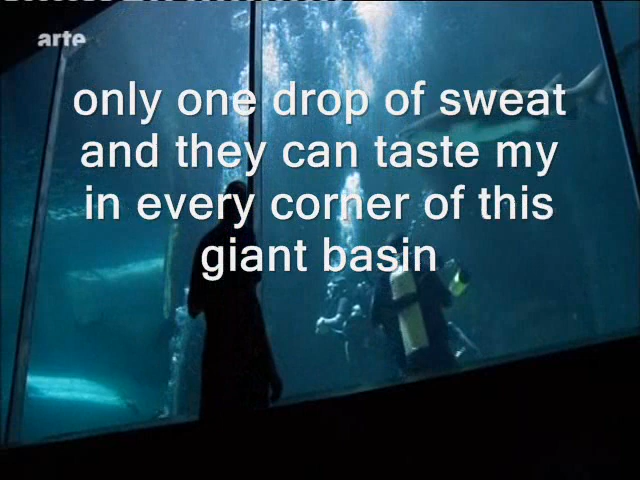 arte
only one drop of sweat
and they can taste my
in every corner of this
giant basin